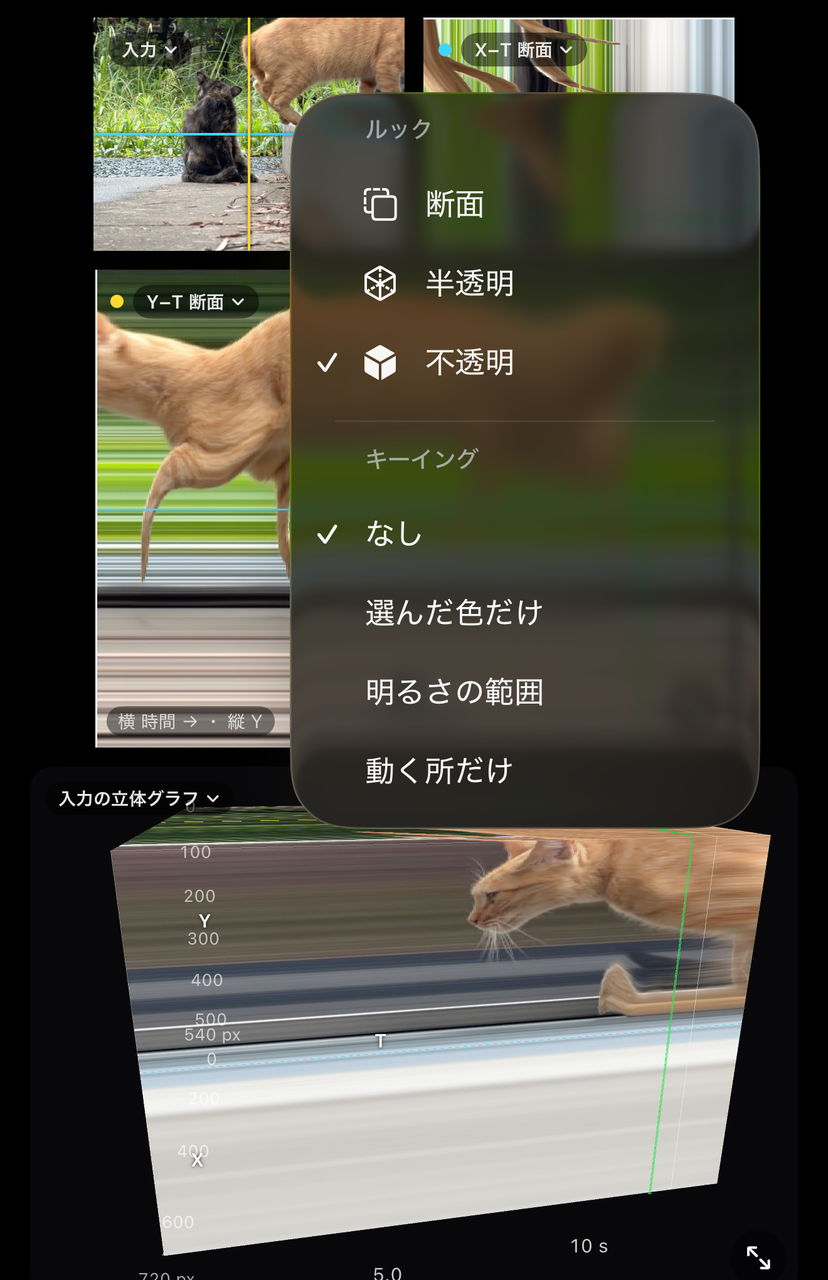 入力
X–T 断面
ルック
断面
半透明
不透明
Y–T 断面
キーイング
なし
選んだ色だけ
明るさの範囲
動く所だけ
横 時間 → ・ 縦 Y
入力の立体グラフ
0
100
200
Y
300
400
500
540 px
0
T
200
400
X
600
10 s
5.0
720 px